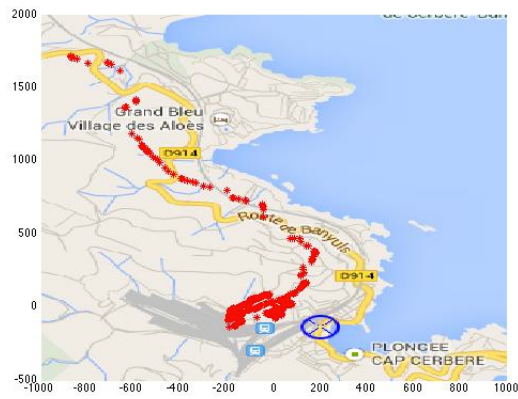 2000
de Cerbère-Ban
1500
Grand Bleu
Village des Aloès
D914
1000
Route de Banyuls
500
D914
0
PLONGEE
CAP CERBERE
-500
-1000 -800 -600 -400 -200 0 200 400 600 800 1000